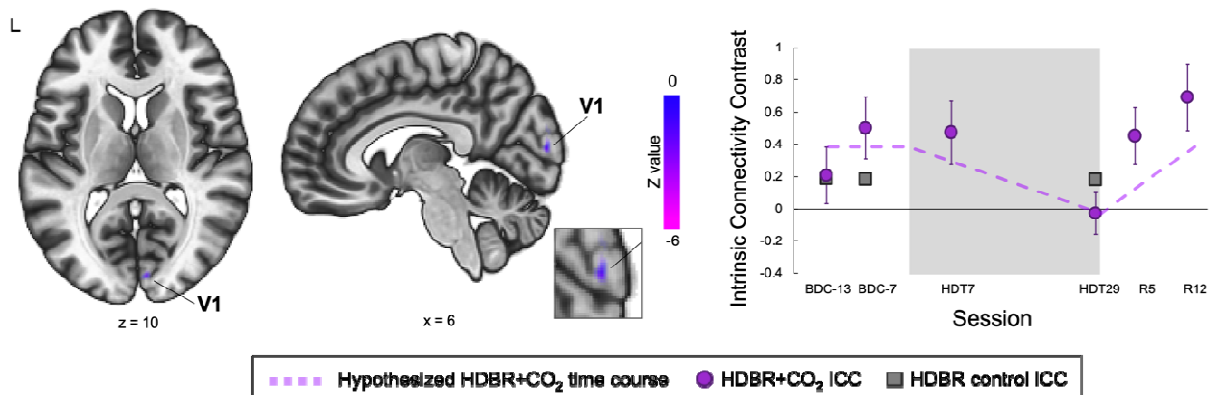 L
V1
z = 10
V1
x = 6
0
Z value
-6
Intrinsic Connectivity Contrast
1
0.8
0.6
0.4
0.2
0
-0.2
-0.4
BDC-13 BDC-7 HDT7 HDT29 R5 R12
Session
Hypothesized HDBR+CO₂ time course HDBR+CO₂ ICC HDBR control ICC